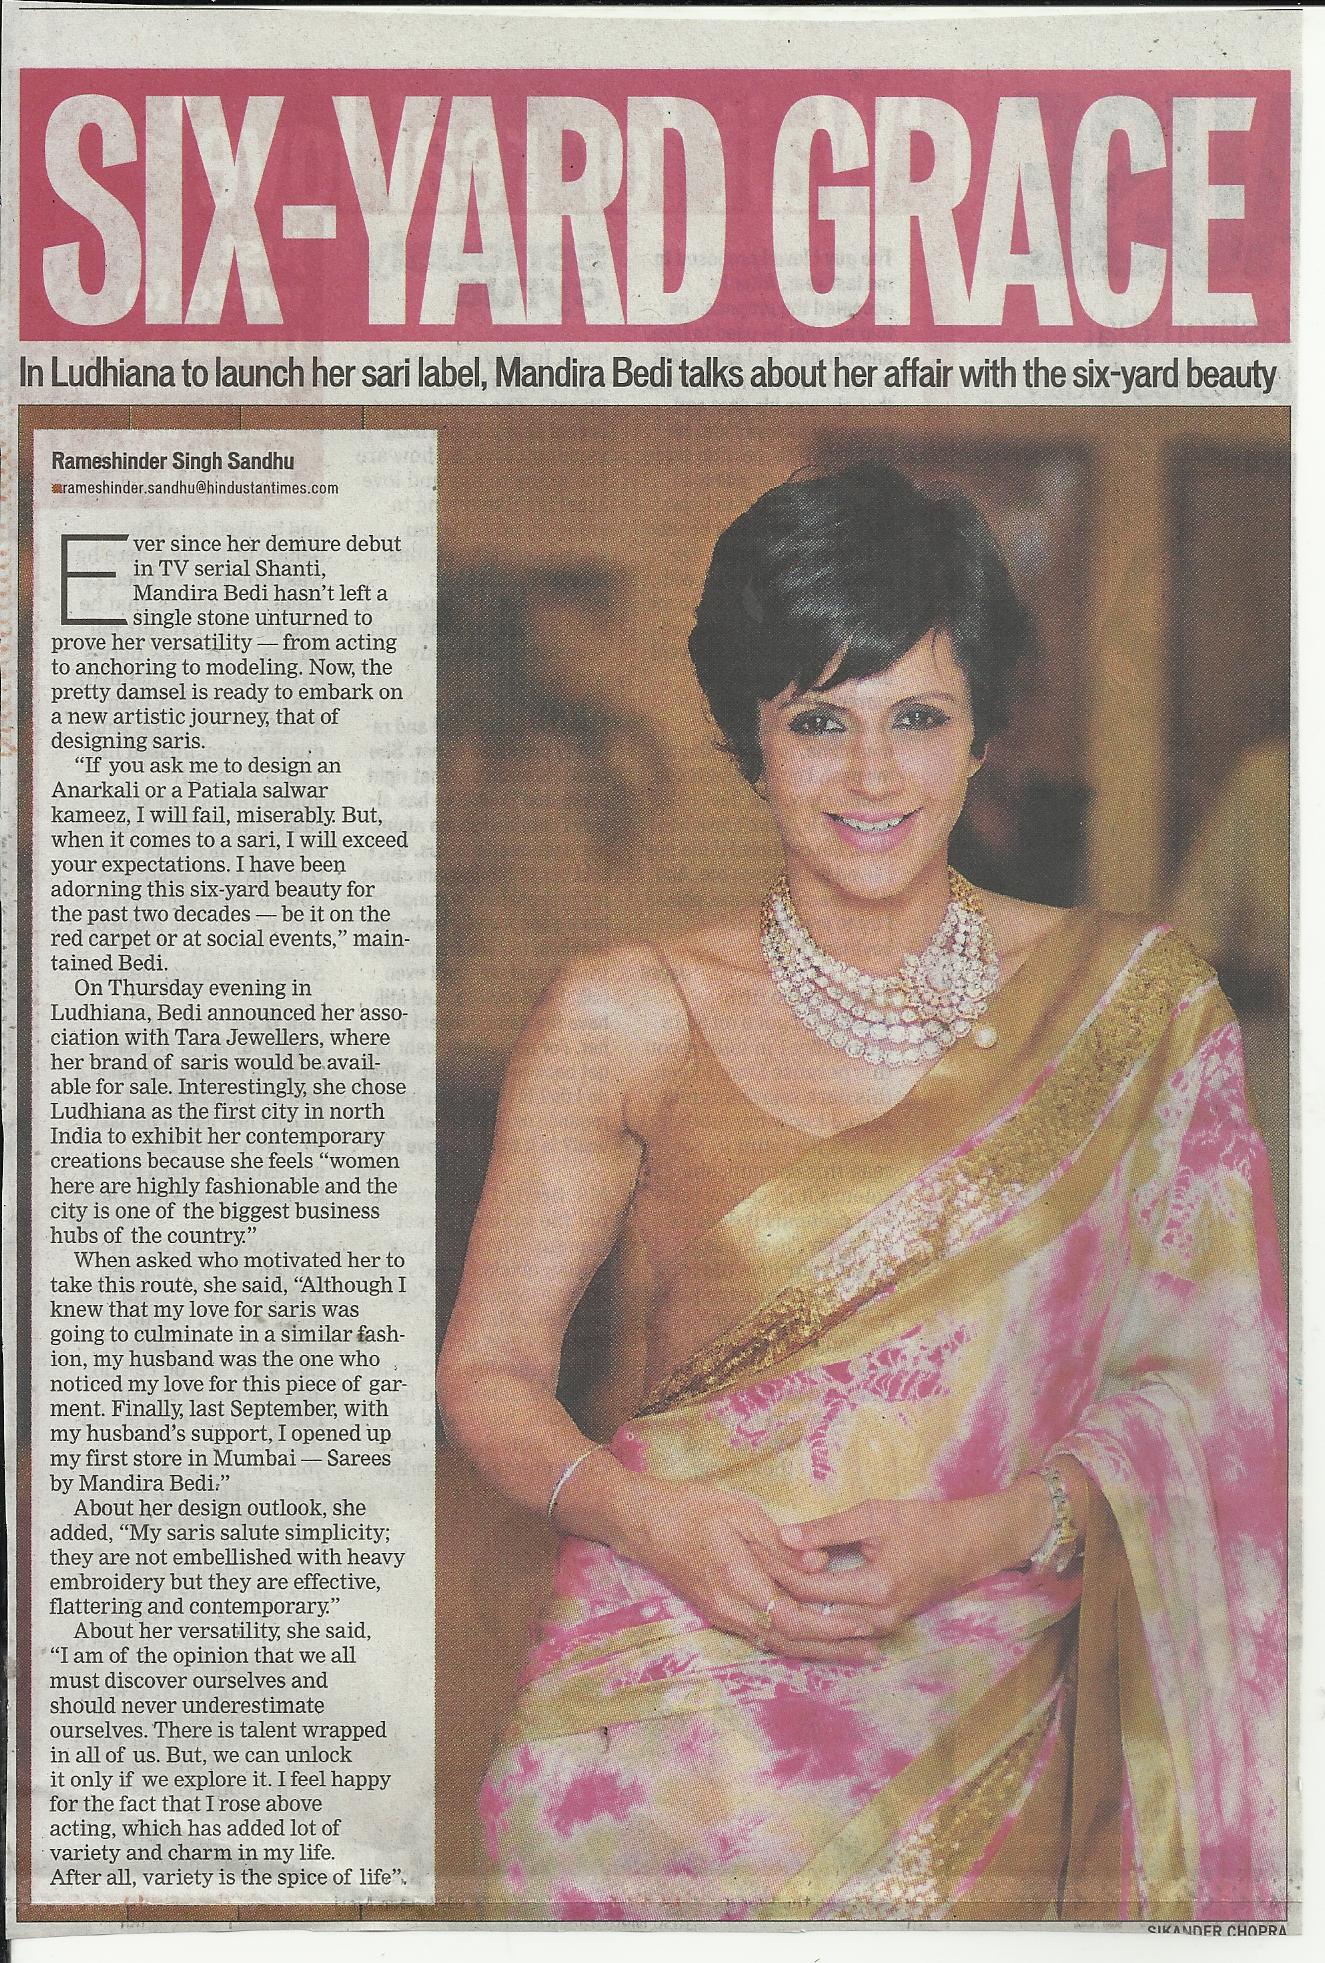 SIX-YARD GRACE
In Ludhiana to launch her sari label, Mandira Bedi talks about her affair with the six-yard beauty
Rameshinder Singh Sandhu
rameshinder.sandhu@hindustantimes.com
Ever since her demure debut
in TV serial Shanti,
Mandira Bedi hasn't left a
single stone unturned to
prove her versatility — from acting
to anchoring to modeling. Now, the
pretty damsel is ready to embark on
a new artistic journey, that of
designing saris.
"If you ask me to design an
Anarkali or a Patiala salwar
kameez, I will fail, miserably. But,
when it comes to a sari, I will exceed
your expectations. I have been
adorning this six-yard beauty for
the past two decades — be it on the
red carpet or at social events," main-
tained Bedi.
On Thursday evening in
Ludhiana, Bedi announced her asso-
ciation with Tara Jewellers, where
her brand of saris would be avail-
able for sale. Interestingly, she chose
Ludhiana as the first city in north
India to exhibit her contemporary
creations because she feels "women
here are highly fashionable and the
city is one of the biggest business
hubs of the country."
When asked who motivated her to
take this route, she said, "Although I
knew that my love for saris was
going to culminate in a similar fash-
ion, my husband was the one who
noticed my love for this piece of gar-
ment. Finally, last September, with
my husband's support, I opened up
my first store in Mumbai — Sarees
by Mandira Bedi."
About her design outlook, she
added, "My saris salute simplicity;
they are not embellished with heavy
embroidery but they are effective,
flattering and contemporary."
About her versatility, she said,
"I am of the opinion that we all
must discover ourselves and
should never underestimate
ourselves. There is talent wrapped
in all of us. But, we can unlock
it only if we explore it. I feel happy
for the fact that I rose above
acting, which has added lot of
variety and charm in my life.
After all, variety is the spice of life".
SIKANDER CHOPRA